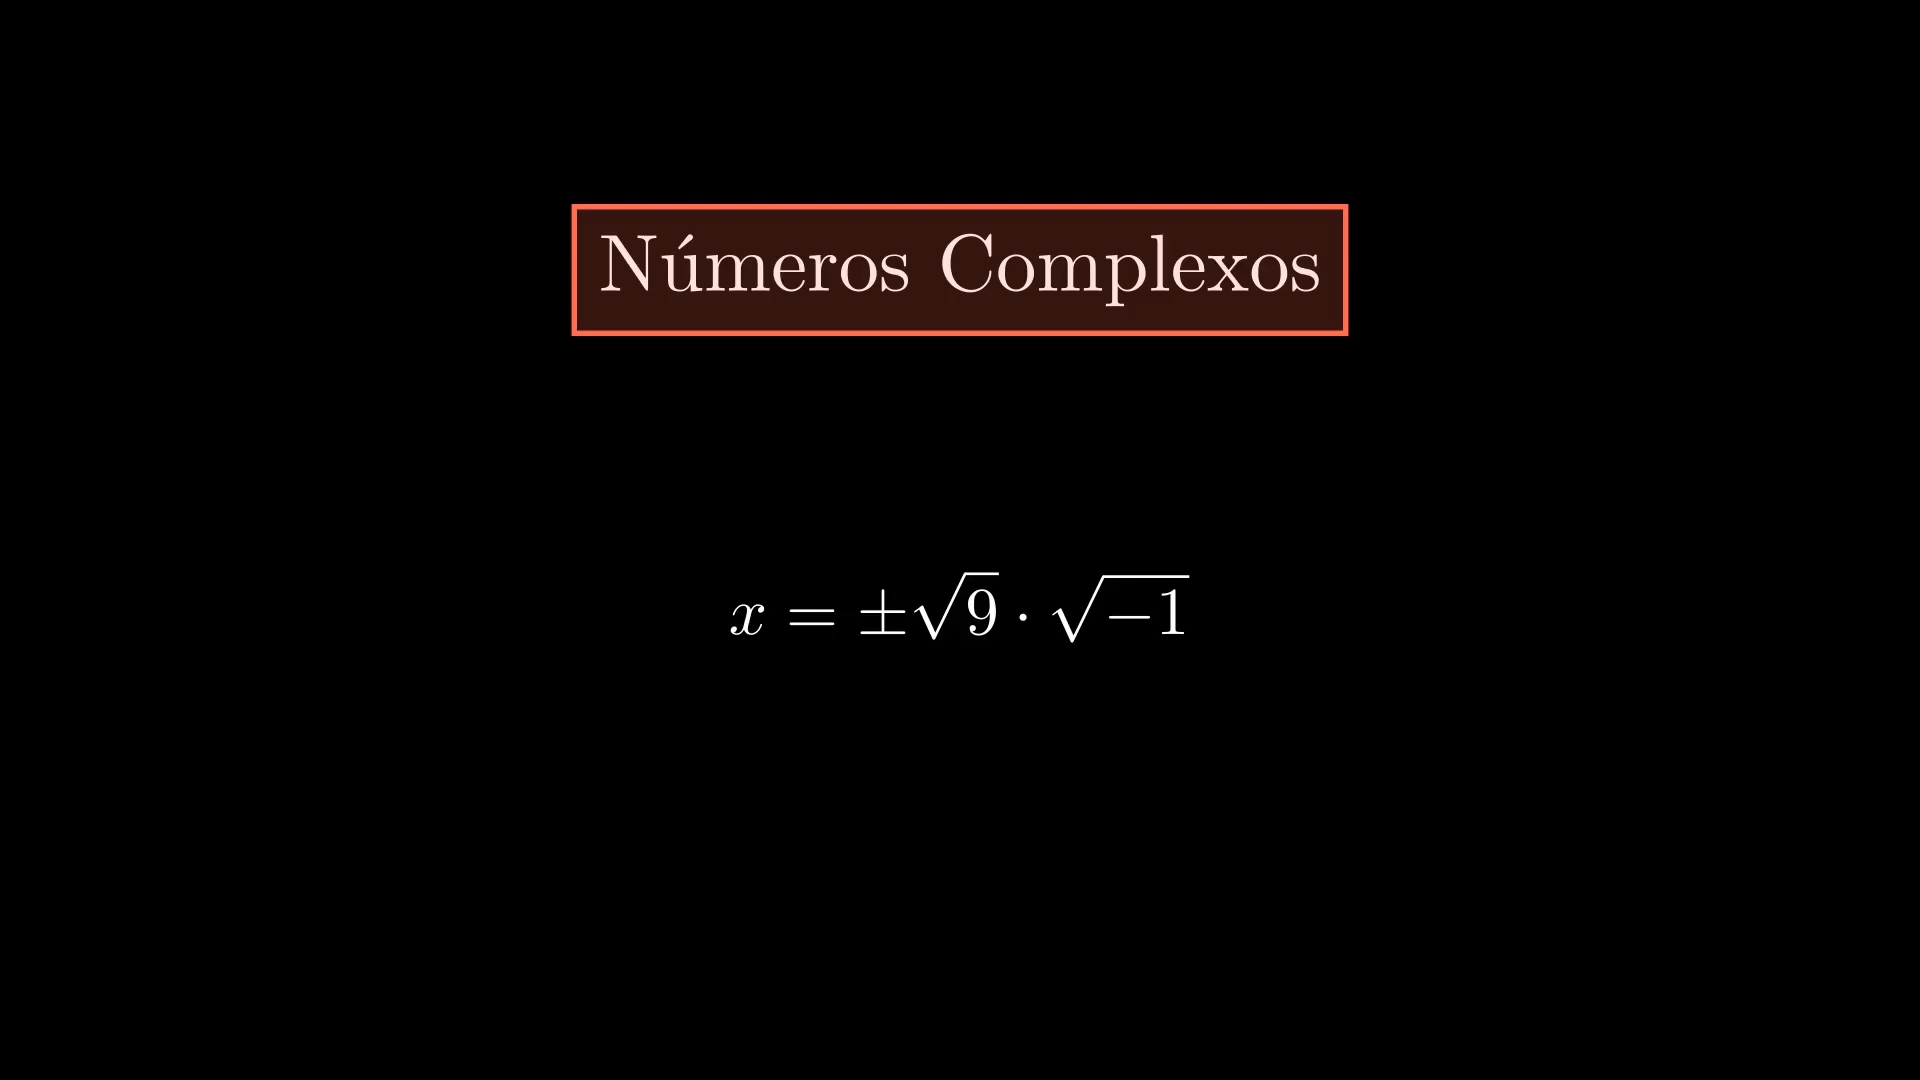 Números Complexos
x = ±√9 · √−1